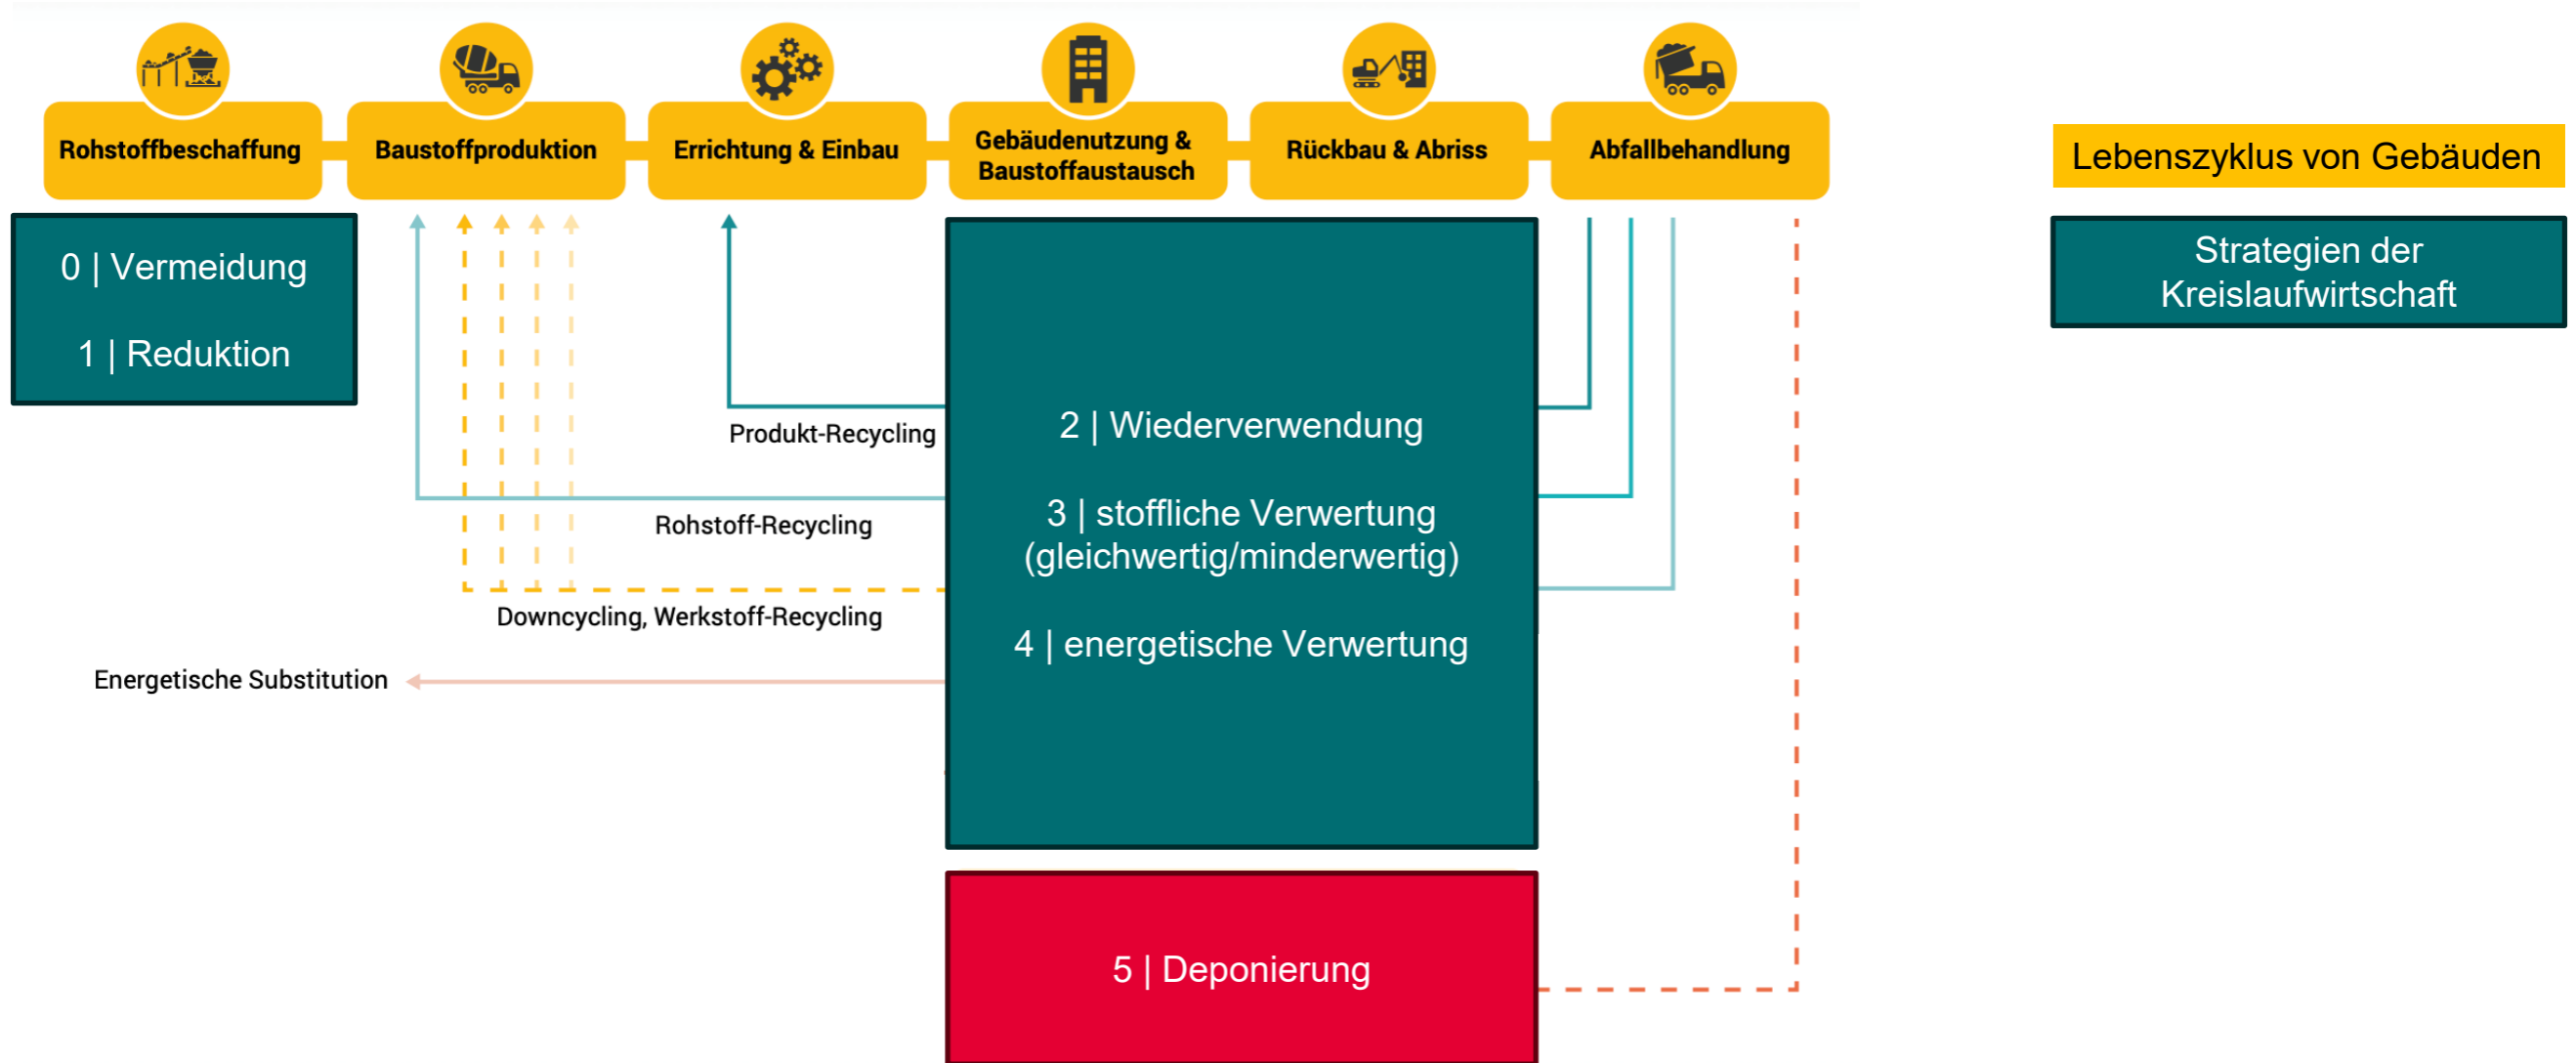 Rohstoffbeschaffung
Baustoffproduktion
Errichtung & Einbau
Gebäudenutzung &
Baustoffaustausch
Rückbau & Abriss
Abfallbehandlung
Lebenszyklus von Gebäuden
Strategien der
Kreislaufwirtschaft
0 | Vermeidung
1 | Reduktion
2 | Wiederverwendung
3 | stoffliche Verwertung
(gleichwertig/minderwertig)
4 | energetische Verwertung
Produkt-Recycling
Rohstoff-Recycling
Downcycling, Werkstoff-Recycling
Energetische Substitution
5 | Deponierung